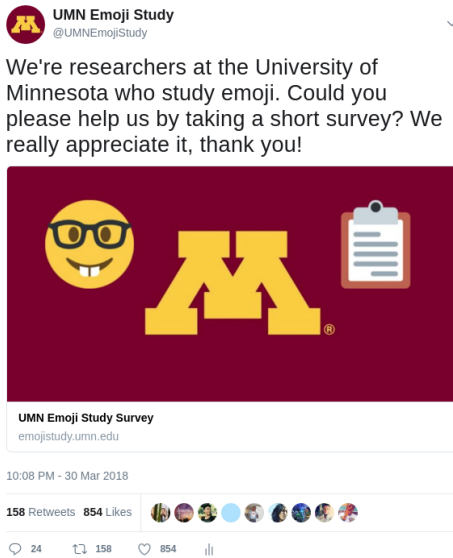 UMN Emoji Study
@UMNEmojiStudy
We're researchers at the University of
Minnesota who study emoji. Could you
please help us by taking a short survey? We
really appreciate it, thank you!
M ®
UMN Emoji Study Survey
emojistudy.umn.edu
10:08 PM - 30 Mar 2018
158 Retweets 854 Likes
24 158 854